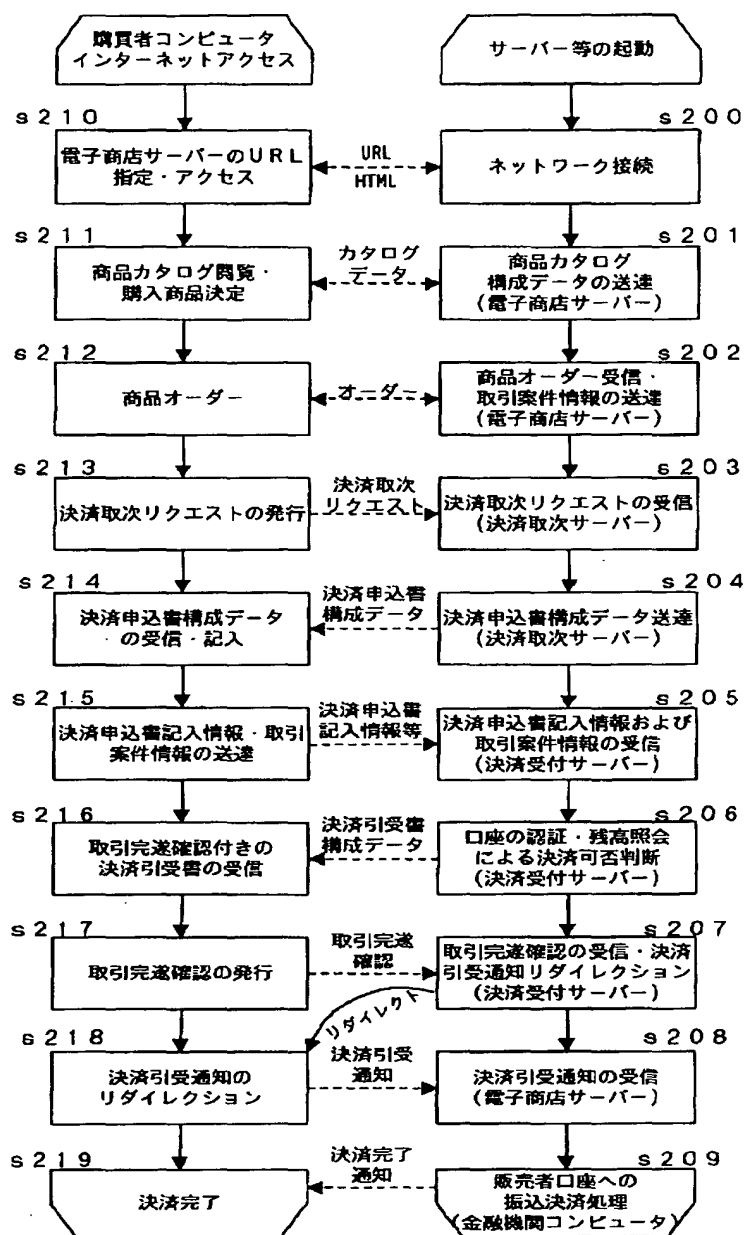 購買者コンピュータ
インターネットアクセス
サーバー等の起動
s210
s200
電子商店サーバーのURL
指定・アクセス
URL
HTML
ネットワーク接続
s211
s201
商品カタログ閲覧・
購入商品決定
カタログ
データ
商品カタログ
構成データの送達
(電子商店サーバー)
s212
s202
商品オーダー
オーダー
商品オーダー受信・
取引案件情報の送達
(電子商店サーバー)
s213
s203
決済取次リクエストの発行
決済取次
リクエスト
決済取次リクエストの受信
(決済取次サーバー)
s214
s204
決済申込書構成データ
の受信・記入
決済申込書
構成データ
決済申込書構成データ送達
(決済取次サーバー)
s215
s205
決済申込書記入情報・取引
案件情報の送達
決済申込書
記入情報等
決済申込書記入情報および
取引案件情報の受信
(決済受付サーバー)
s216
s206
取引完遂確認付きの
決済引受書の受信
決済引受書
構成データ
口座の認証・残高照会
による決済可否判断
(決済受付サーバー)
s217
s207
取引完遂確認の発行
取引完遂
確認
取引完遂確認の受信・決済
引受通知リダイレクション
(決済受付サーバー)
リダイレクト
s218
s208
決済引受通知の
リダイレクション
決済引受
通知
決済引受通知の受信
(電子商店サーバー)
s219
s209
決済完了
決済完了
通知
販売者口座への
振込決済処理
(金融機関コンピュータ)